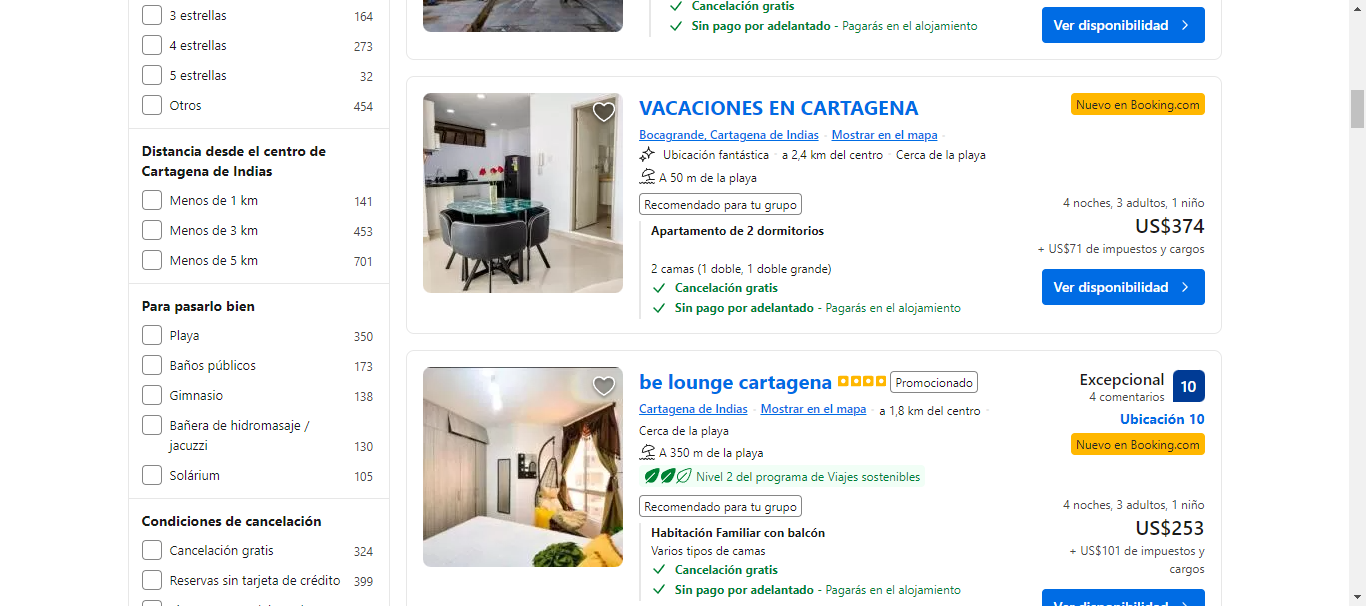 3 estrellas 164
4 estrellas 273
5 estrellas 32
Otros 454
Distancia desde el centro de
Cartagena de Indias
Menos de 1 km 141
Menos de 3 km 453
Menos de 5 km 701
Para pasarlo bien
Playa 350
Baños públicos 173
Gimnasio 138
Bañera de hidromasaje /
jacuzzi 130
Solárium 105
Condiciones de cancelación
Cancelación gratis 324
Reservas sin tarjeta de crédito 399
Cancelación gratis
Sin pago por adelantado - Pagarás en el alojamiento
Ver disponibilidad
VACACIONES EN CARTAGENA
Nuevo en Booking.com
Bocagrande, Cartagena de Indias · Mostrar en el mapa ·
Ubicación fantástica · a 2,4 km del centro · Cerca de la playa
A 50 m de la playa
Recomendado para tu grupo
Apartamento de 2 dormitorios
2 camas (1 doble, 1 doble grande)
Cancelación gratis
Sin pago por adelantado - Pagarás en el alojamiento
4 noches, 3 adultos, 1 niño
US$374
+ US$71 de impuestos y cargos
Ver disponibilidad
be lounge cartagena Promocionado
Cartagena de Indias · Mostrar en el mapa · a 1,8 km del centro ·
Cerca de la playa
A 350 m de la playa
Nivel 2 del programa de Viajes sostenibles
Recomendado para tu grupo
Habitación Familiar con balcón
Varios tipos de camas
Cancelación gratis
Sin pago por adelantado - Pagarás en el alojamiento
Excepcional 10
4 comentarios
Ubicación 10
Nuevo en Booking.com
4 noches, 3 adultos, 1 niño
US$253
+ US$101 de impuestos y
cargos
Ver disponibilidad